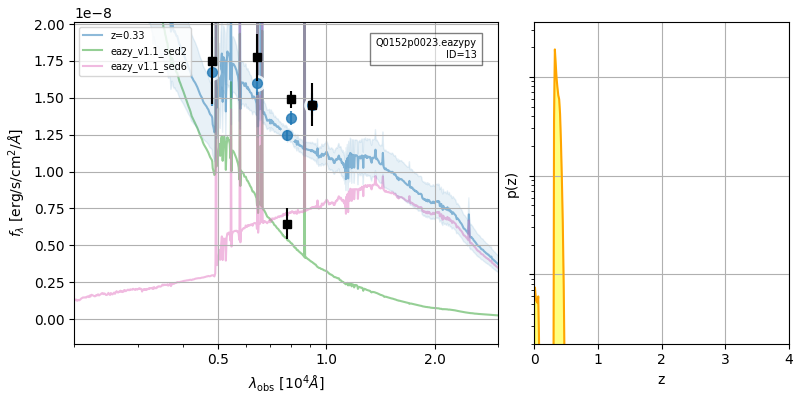 1e−8
2.00
1.75
1.50
1.25
1.00
0.75
0.50
0.25
0.00
fλ [erg/s/cm²/Å]
z=0.33
eazy_v1.1_sed2
eazy_v1.1_sed6
Q0152p0023.eazypy
ID=13
0.5 1.0 2.0
λobs [10⁴Å]
p(z)
0 1 2 3 4
z